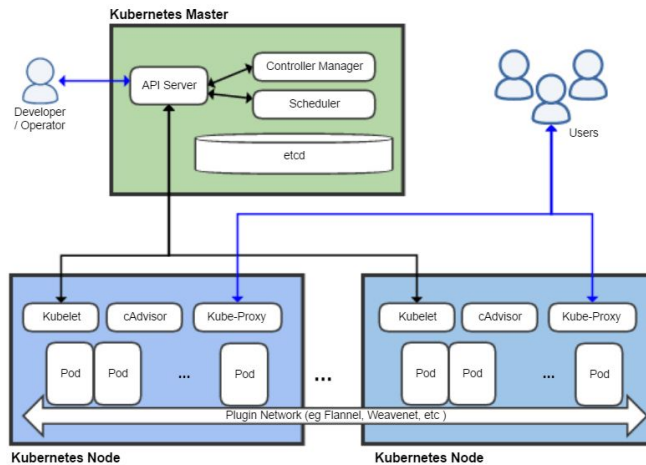 Kubernetes Master
API Server
Controller Manager
Scheduler
etcd
Developer
/ Operator
Users
Kubelet
cAdvisor
Kube-Proxy
Pod
Pod
...
Pod
...
Kubelet
cAdvisor
Kube-Proxy
Pod
Pod
...
Pod
Plugin Network (eg Flannel, Weavenet, etc )
Kubernetes Node
Kubernetes Node